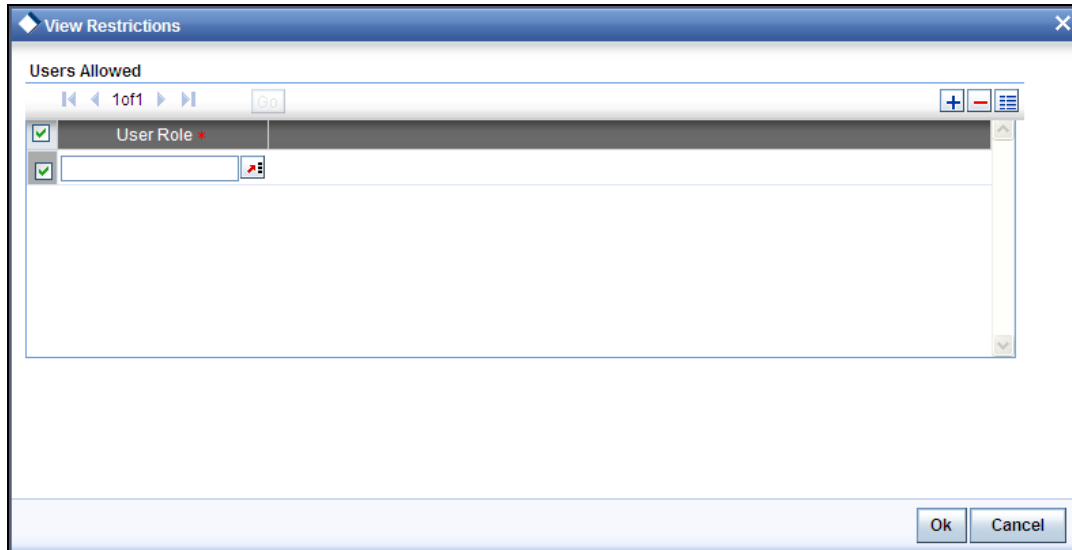 View Restrictions
Users Allowed
1of1 Go
User Role *
Ok Cancel